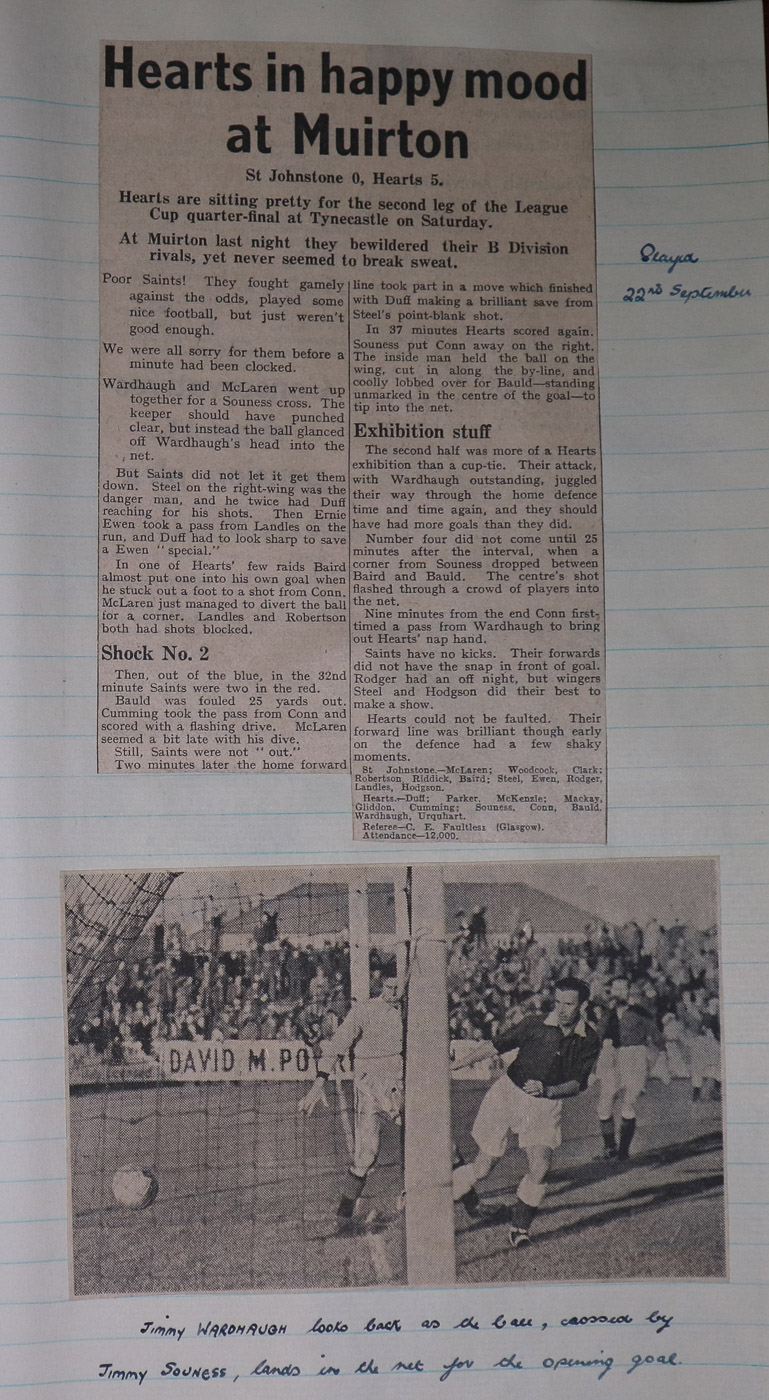 Hearts in happy mood
at Muirton
St Johnstone 0, Hearts 5.
Hearts are sitting pretty for the second leg of the League
Cup quarter-final at Tynecastle on Saturday.
At Muirton last night they bewildered their B Division
rivals, yet never seemed to break sweat.
Poor Saints! They fought gamely
against the odds, played some
nice football, but just weren't
good enough.
We were all sorry for them before a
minute had been clocked.
Wardhaugh and McLaren went up
together for a Souness cross. The
keeper should have punched
clear, but instead the ball glanced
off Wardhaugh's head into the
net.
But Saints did not let it get them
down. Steel on the right-wing was the
danger man, and he twice had Duff
reaching for his shots. Then Ernie
Ewen took a pass from Landles on the
run, and Duff had to look sharp to save
a Ewen "special."
In one of Hearts' few raids Baird
almost put one into his own goal when
he stuck out a foot to a shot from Conn.
McLaren just managed to divert the ball
for a corner. Landles and Robertson
both had shots blocked.
Shock No. 2
Then, out of the blue, in the 32nd
minute Saints were two in the red.
Bauld was fouled 25 yards out.
Cumming took the pass from Conn and
scored with a flashing drive. McLaren
seemed a bit late with his dive.
Still, Saints were not "out."
Two minutes later the home forward
line took part in a move which finished
with Duff making a brilliant save from
Steel's point-blank shot.
In 37 minutes Hearts scored again.
Souness put Conn away on the right.
The inside man held the ball on the
wing, cut in along the by-line, and
coolly lobbed over for Bauld—standing
unmarked in the centre of the goal—to
tip into the net.
Exhibition stuff
The second half was more of a Hearts
exhibition than a cup-tie. Their attack,
with Wardhaugh outstanding, juggled
their way through the home defence
time and time again, and they should
have had more goals than they did.
Number four did not come until 25
minutes after the interval, when a
corner from Souness dropped between
Baird and Bauld. The centre's shot
flashed through a crowd of players into
the net.
Nine minutes from the end Conn first-
timed a pass from Wardhaugh to bring
out Hearts' nap hand.
Saints have no kicks. Their forwards
did not have the snap in front of goal.
Rodger had an off night, but wingers
Steel and Hodgson did their best to
make a show.
Hearts could not be faulted. Their
forward line was brilliant though early
on the defence had a few shaky
moments.
St Johnstone.—McLaren; Woodcock, Clark;
Robertson, Riddick, Baird; Steel, Ewen, Rodger,
Landles, Hodgson.
Hearts.—Duff; Parker, McKenzie; Mackay,
Glidden, Cumming; Souness, Conn, Bauld,
Wardhaugh, Urquhart.
Referee—C. E. Faultless (Glasgow).
Attendance—12,000.
Played
22nd September
DAVID M. PO
Jimmy WARDHAUGH looks back as the ball, crossed by
Jimmy SOUNESS, lands in the net for the opening goal.